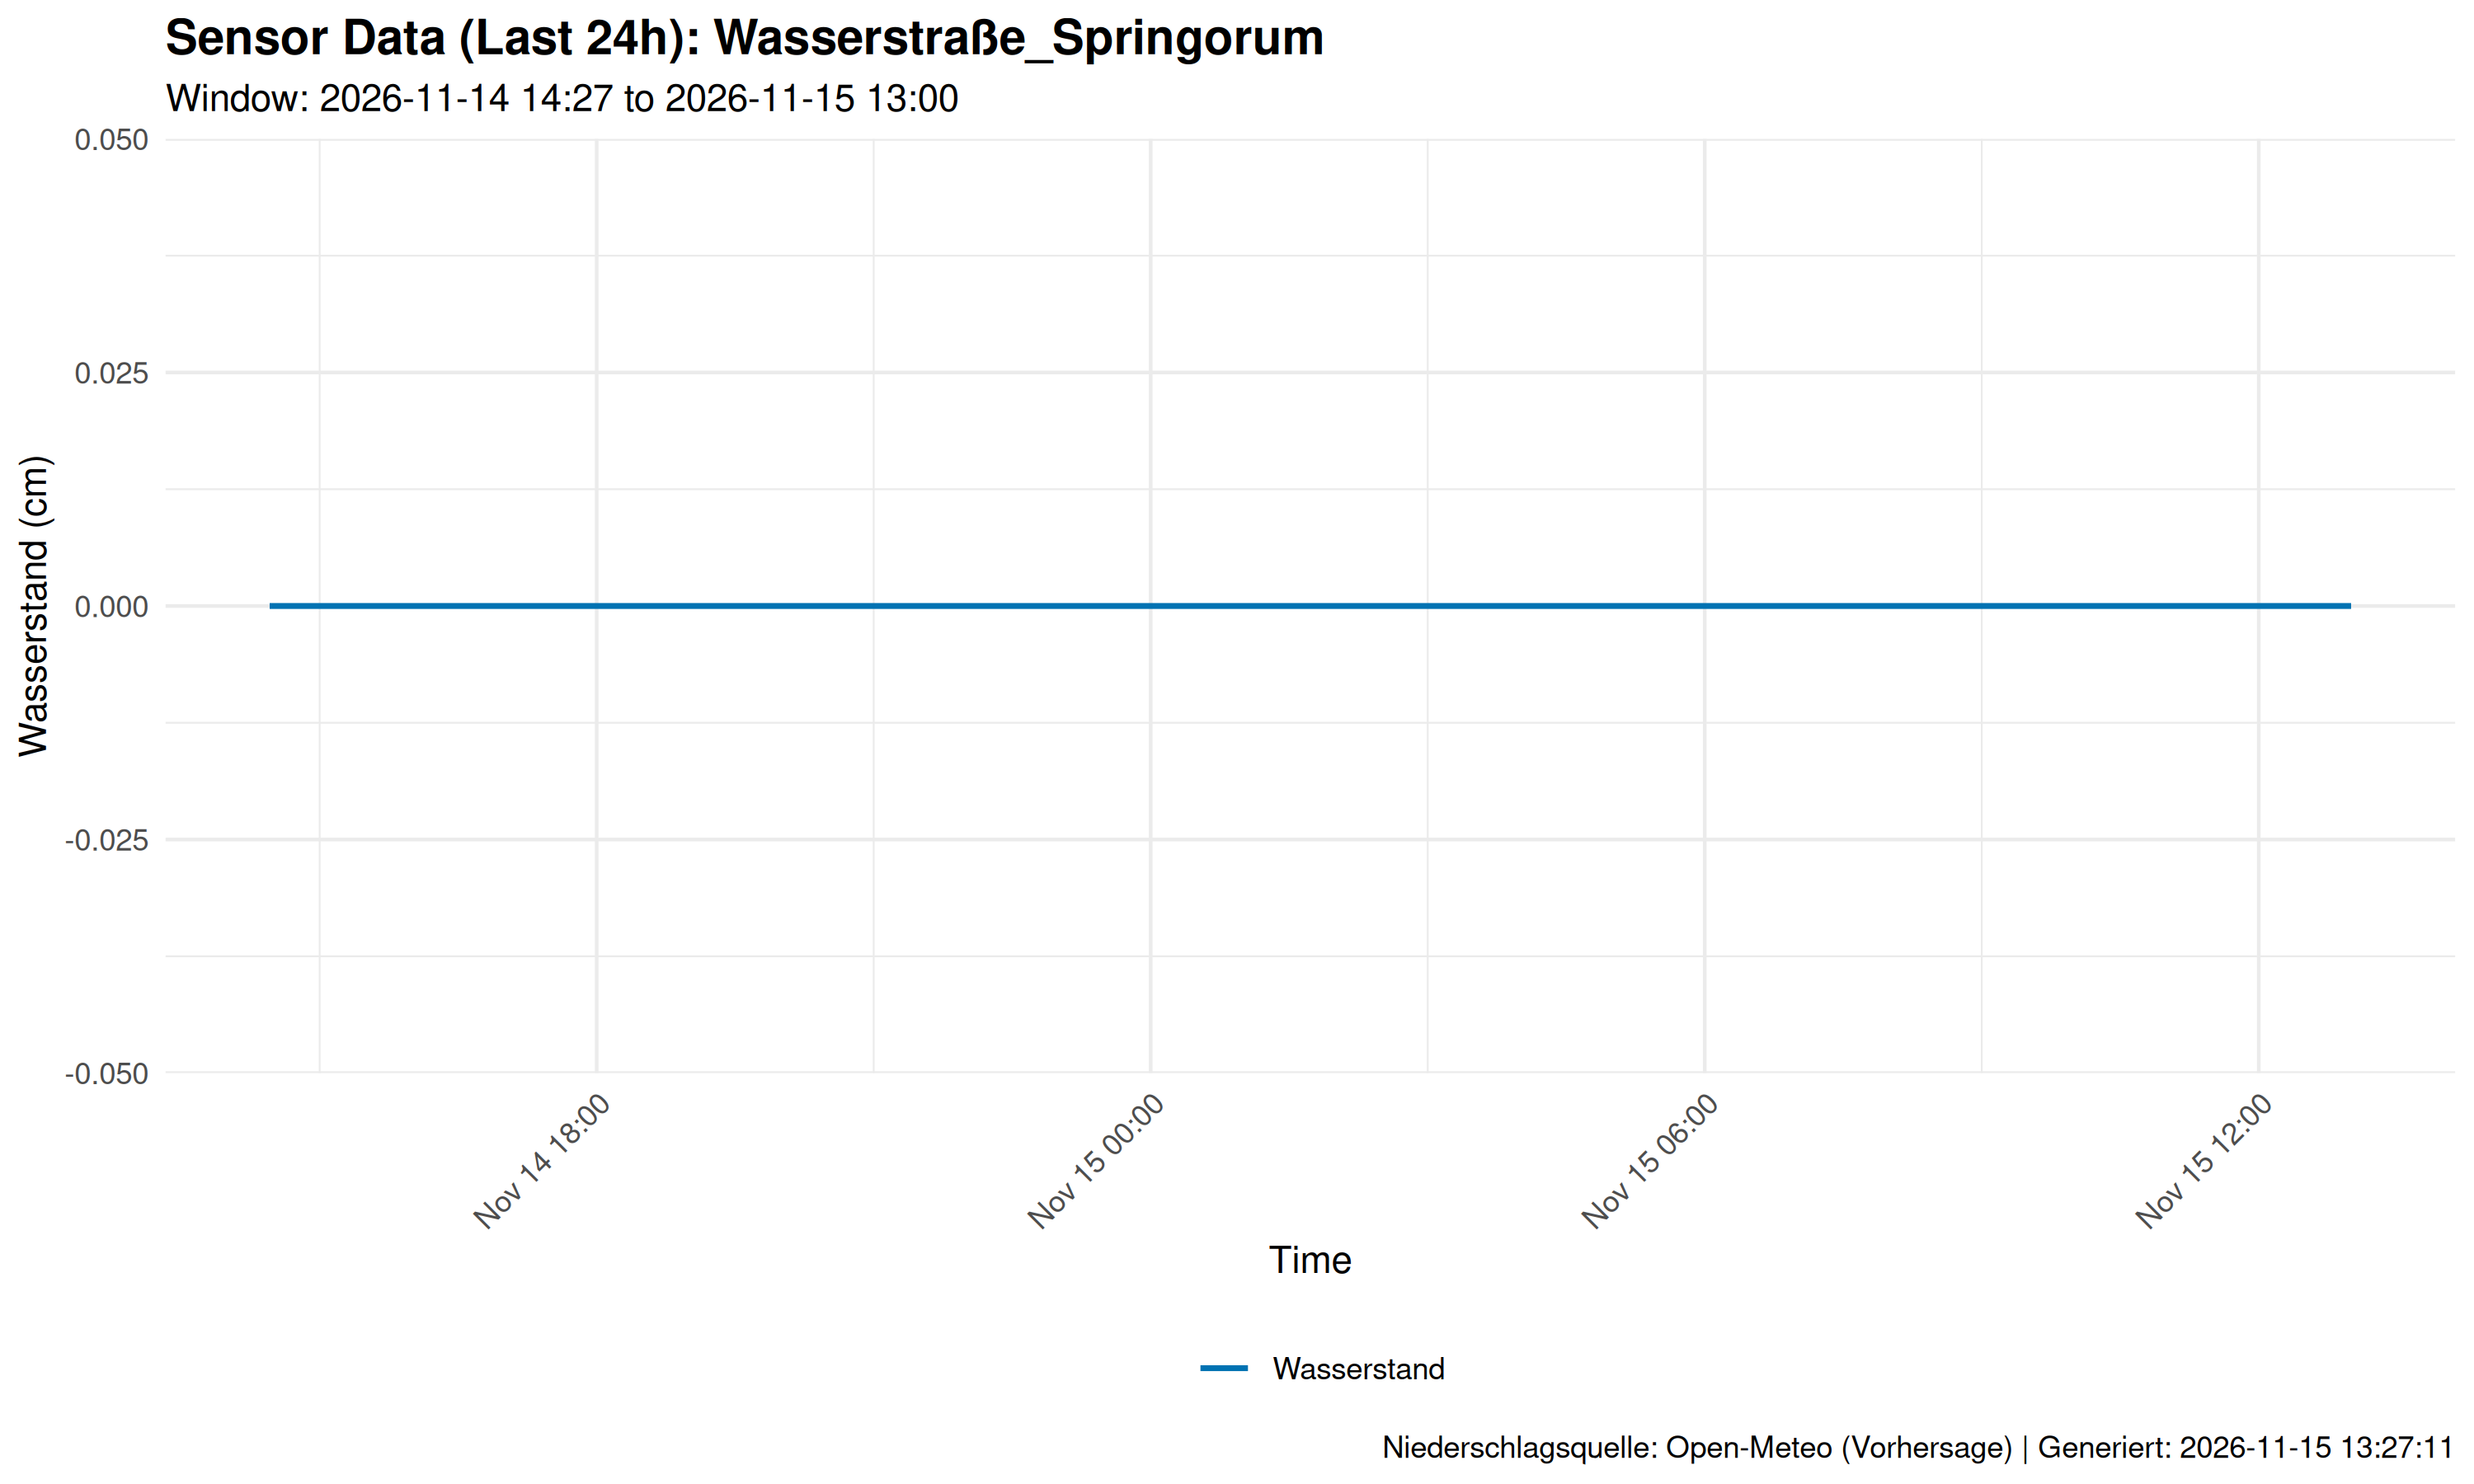 Sensor Data (Last 24h): Wasserstraße_Springorum
Window: 2026-11-14 14:27 to 2026-11-15 13:00
Wasserstand (cm)
0.050
0.025
0.000
-0.025
-0.050
Nov 14 18:00
Nov 15 00:00
Nov 15 06:00
Nov 15 12:00
Time
Wasserstand
Niederschlagsquelle: Open-Meteo (Vorhersage) | Generiert: 2026-11-15 13:27:11